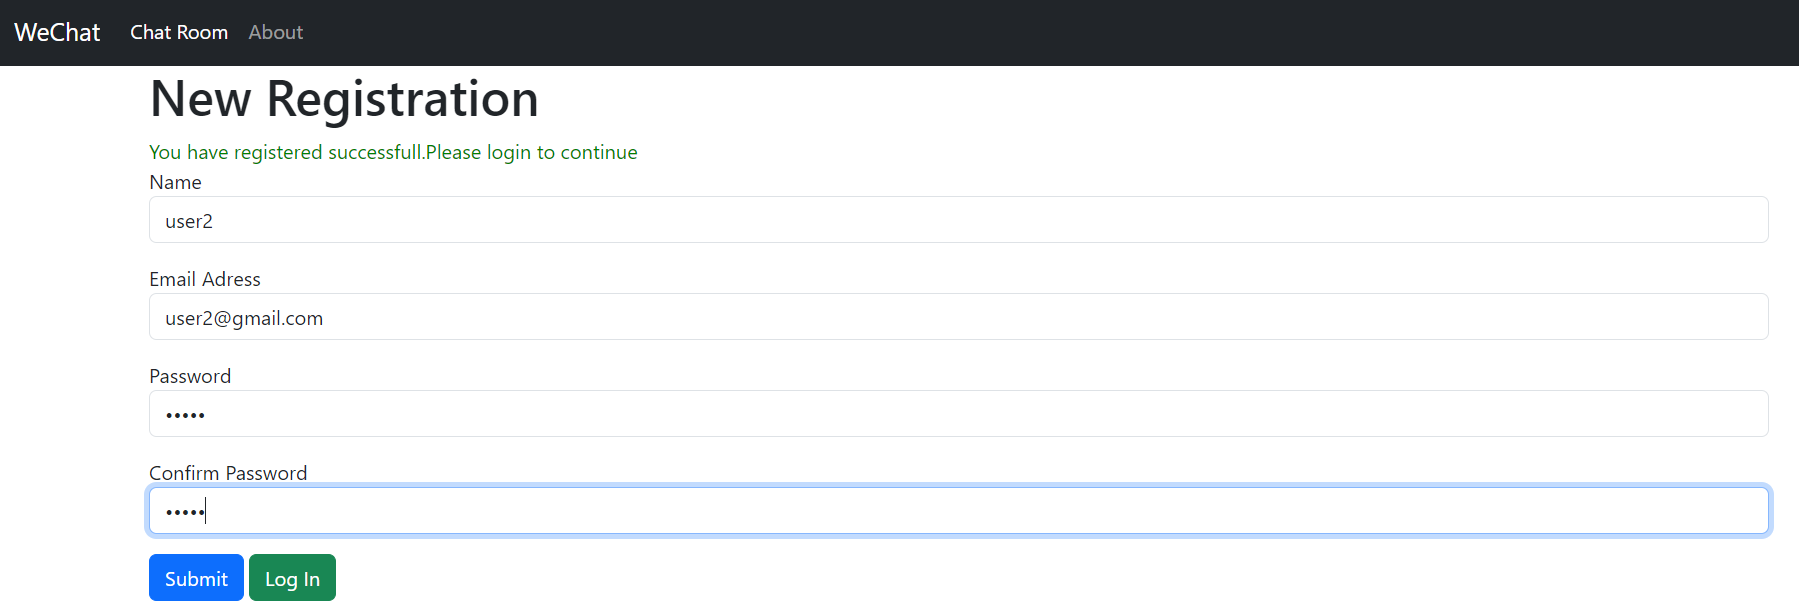 WeChat Chat Room About
New Registration
You have registered successfull.Please login to continue
Name
user2
Email Adress
user2@gmail.com
Password
•••••
Confirm Password
•••••
Submit Log In